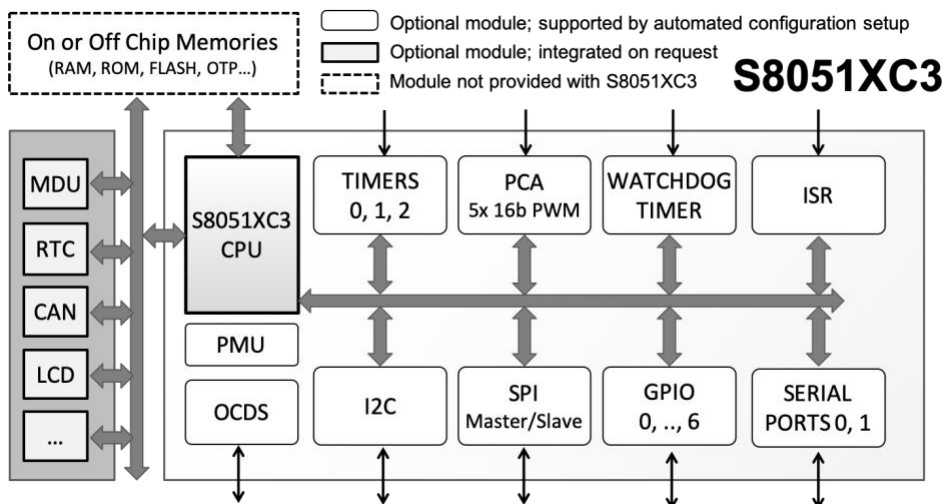 On or Off Chip Memories
(RAM, ROM, FLASH, OTP...)
Optional module; supported by automated configuration setup
Optional module; integrated on request
Module not provided with S8051XC3
S8051XC3
MDU
RTC
CAN
LCD
...
S8051XC3
CPU
PMU
OCDS
TIMERS
0, 1, 2
PCA
5x 16b PWM
WATCHDOG
TIMER
ISR
I2C
SPI
Master/Slave
GPIO
0, .., 6
SERIAL
PORTS 0, 1